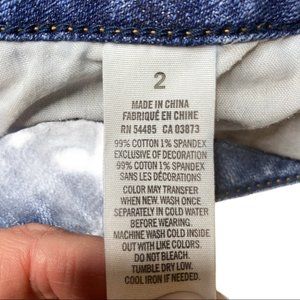 2
MADE IN CHINA
FABRIQUÉ EN CHINE
RN 54485 CA 03873
99% COTTON 1% SPANDEX
EXCLUSIVE OF DECORATION
99% COTTON 1% SPANDEX
SANS LES DÉCORATIONS
COLOR MAY TRANSFER
WHEN NEW. WASH ONCE
SEPARATELY IN COLD WATER
BEFORE WEARING.
MACHINE WASH COLD INSIDE
OUT WITH LIKE COLORS.
DO NOT BLEACH.
TUMBLE DRY LOW.
COOL IRON IF NEEDED.